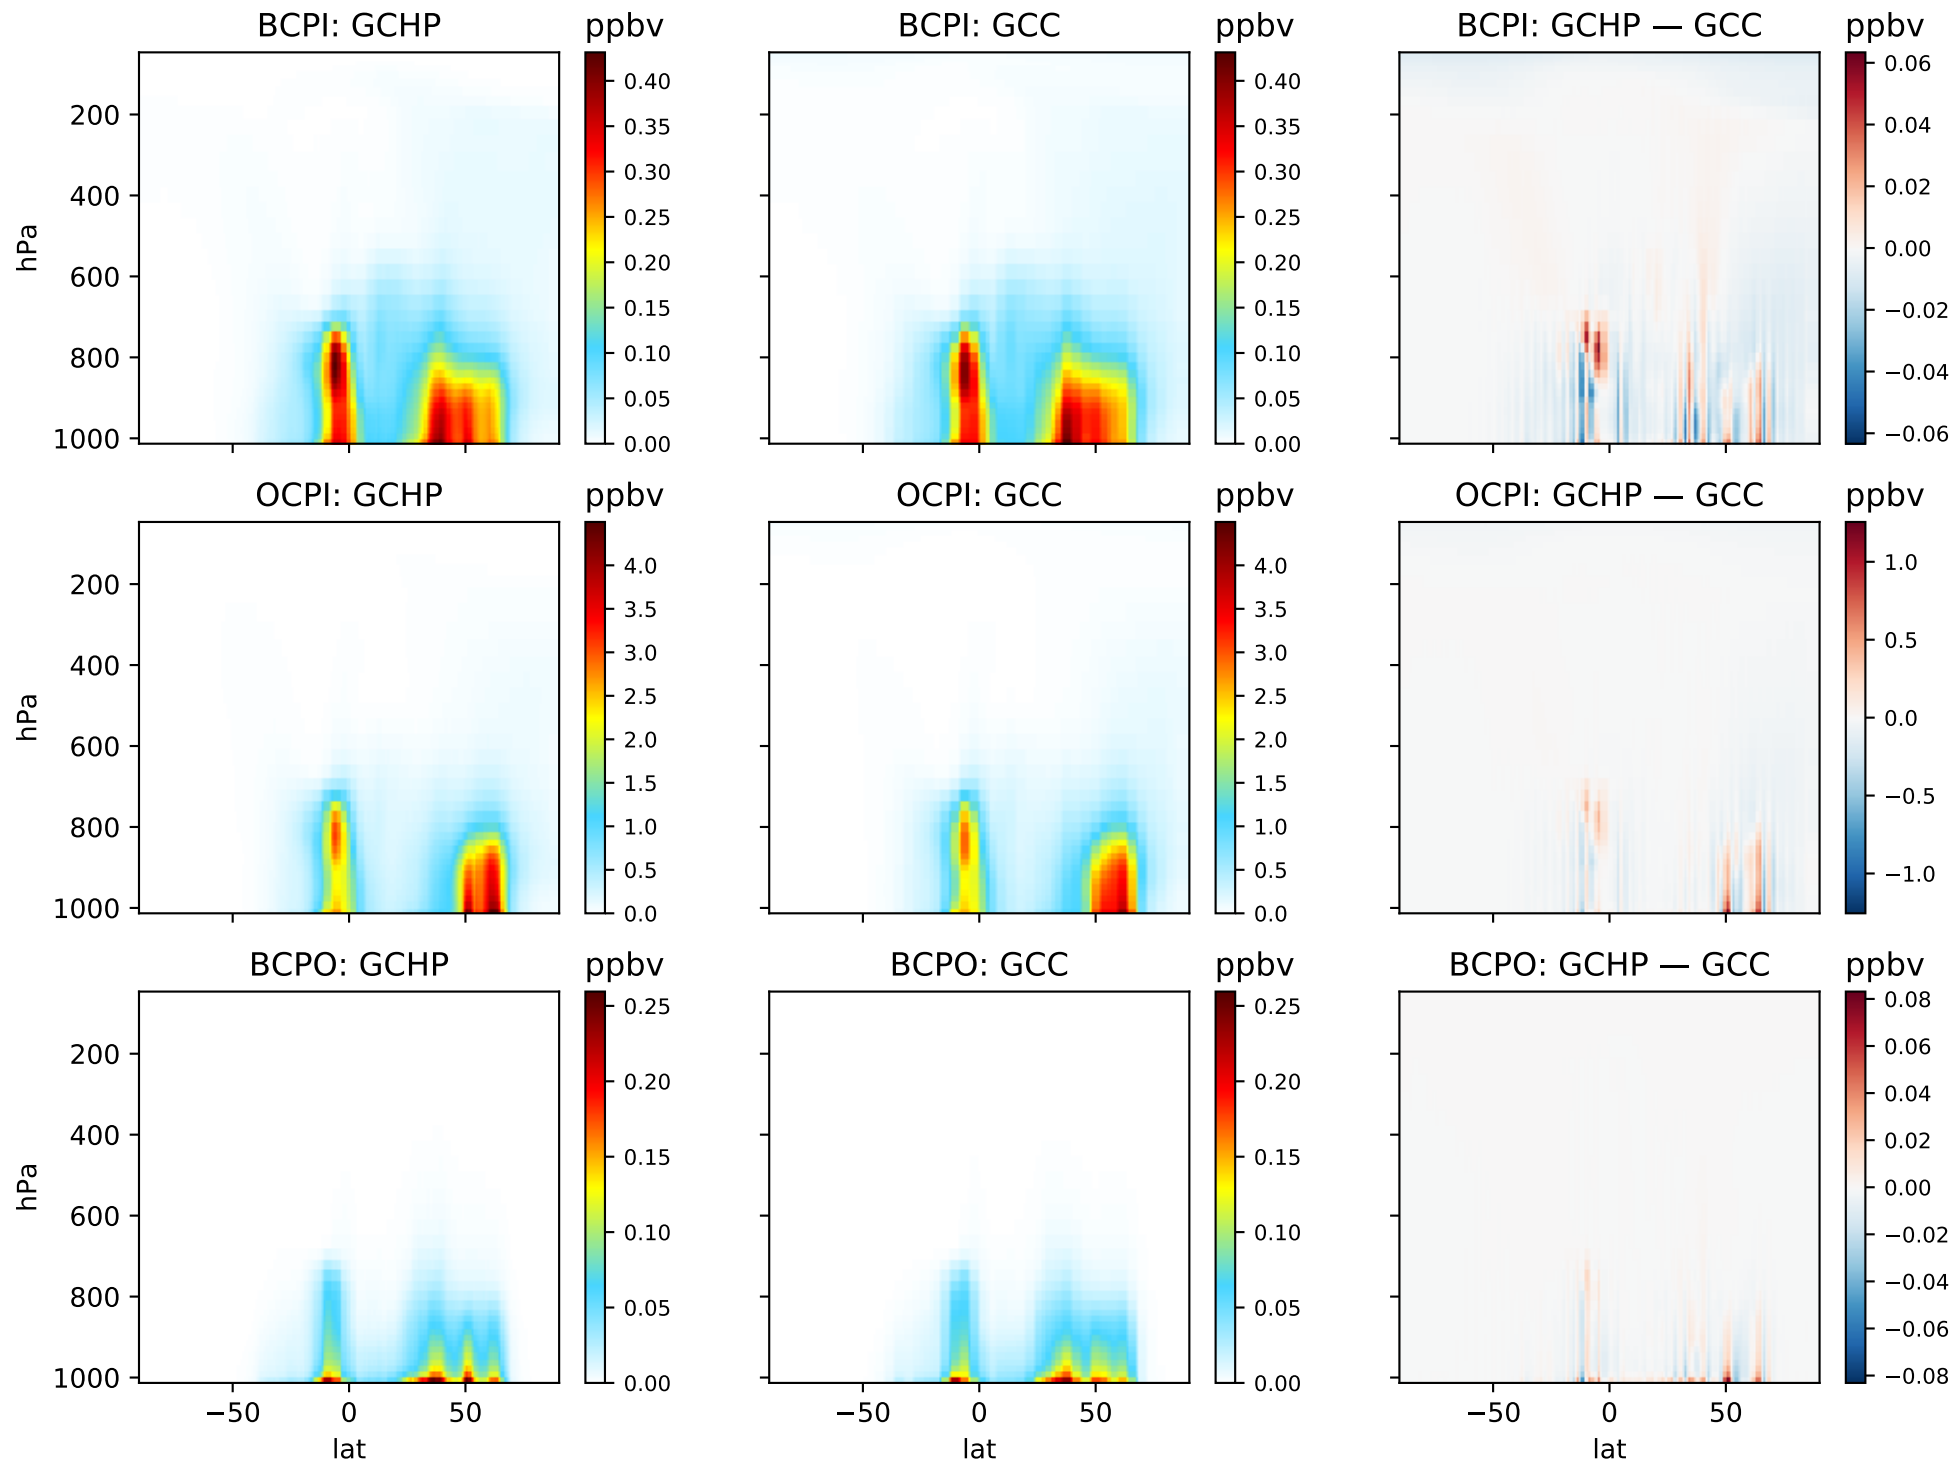 BCPI: GCHP ppbv BCPI: GCC ppbv BCPI: GCHP — GCC ppbv
0.40 0.40 0.06
200 0.35 0.35 0.04
0.30 0.30
400 0.25 0.25 0.02
hPa 0.20 0.20 0.00
600 0.15 0.15 −0.02
800 0.10 0.10 −0.04
0.05 0.05
1000 0.00 0.00 −0.06
OCPI: GCHP ppbv OCPI: GCC ppbv OCPI: GCHP — GCC ppbv
4.0 4.0 1.0
200 3.5 3.5
3.0 3.0 0.5
400 2.5 2.5
hPa 2.0 2.0 0.0
600 1.5 1.5 −0.5
800 1.0 1.0
0.5 0.5 −1.0
1000 0.0 0.0
BCPO: GCHP ppbv BCPO: GCC ppbv BCPO: GCHP — GCC ppbv
0.25 0.25 0.08
200 0.20 0.20 0.06
0.04
400 0.15 0.15 0.02
hPa 0.00
600 0.10 0.10 −0.02
800 0.05 0.05 −0.04
−0.06
1000 0.00 0.00 −0.08
−50 0 50 −50 0 50 −50 0 50
lat lat lat